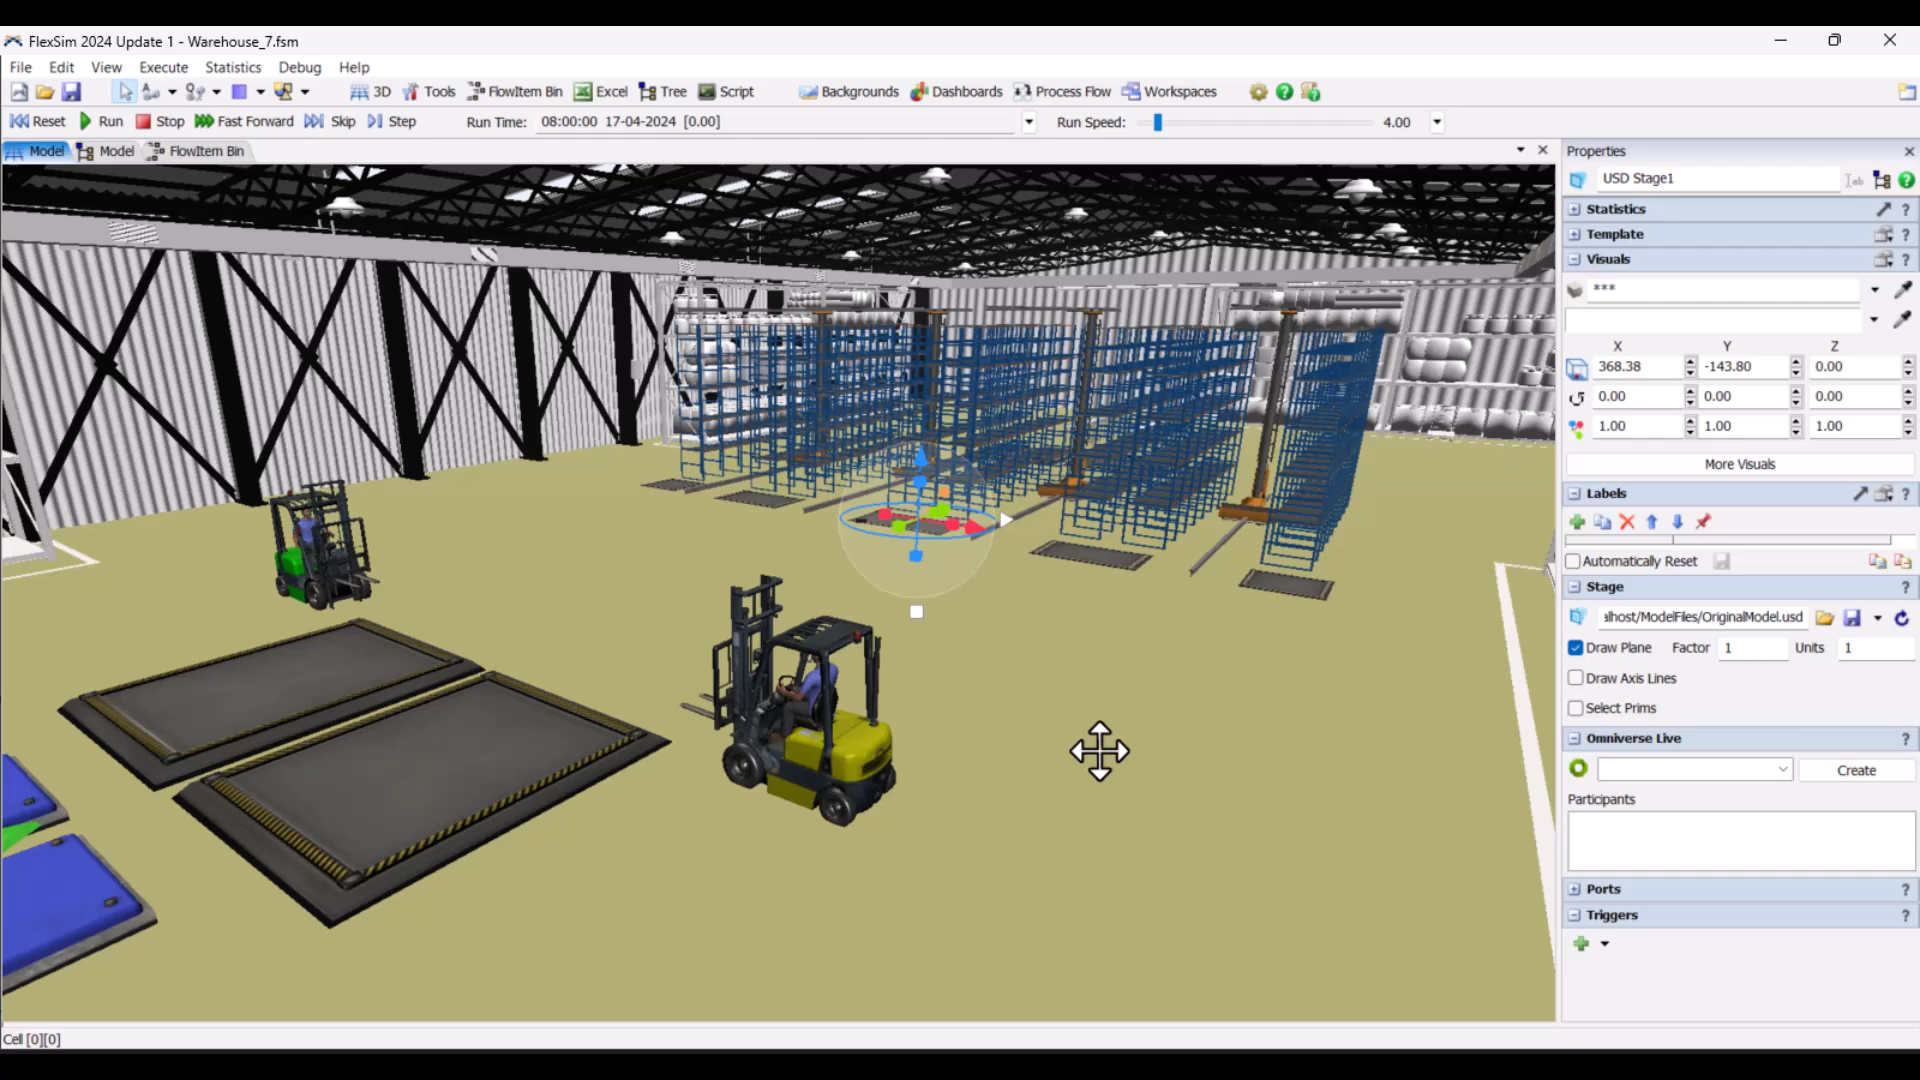 FlexSim 2024 Update 1 - Warehouse_7.fsm
File Edit View Execute Statistics Debug Help
3D Tools FlowItem Bin Excel Tree Script Backgrounds Dashboards Process Flow Workspaces
Reset Run Stop Fast Forward Skip Step Run Time: 08:00:00 17-04-2024 [0.00] Run Speed: 4.00
Model Model FlowItem Bin
Properties
USD Stage1
Statistics
Template
Visuals
***
X Y Z
368.38 -143.80 0.00
0.00 0.00 0.00
1.00 1.00 1.00
More Visuals
Labels
Automatically Reset
Stage
lhost/ModelFiles/OriginalModel.usd
Draw Plane Factor 1 Units 1
Draw Axis Lines
Select Prims
Omniverse Live
Create
Participants
Ports
Triggers
Cell [0][0]